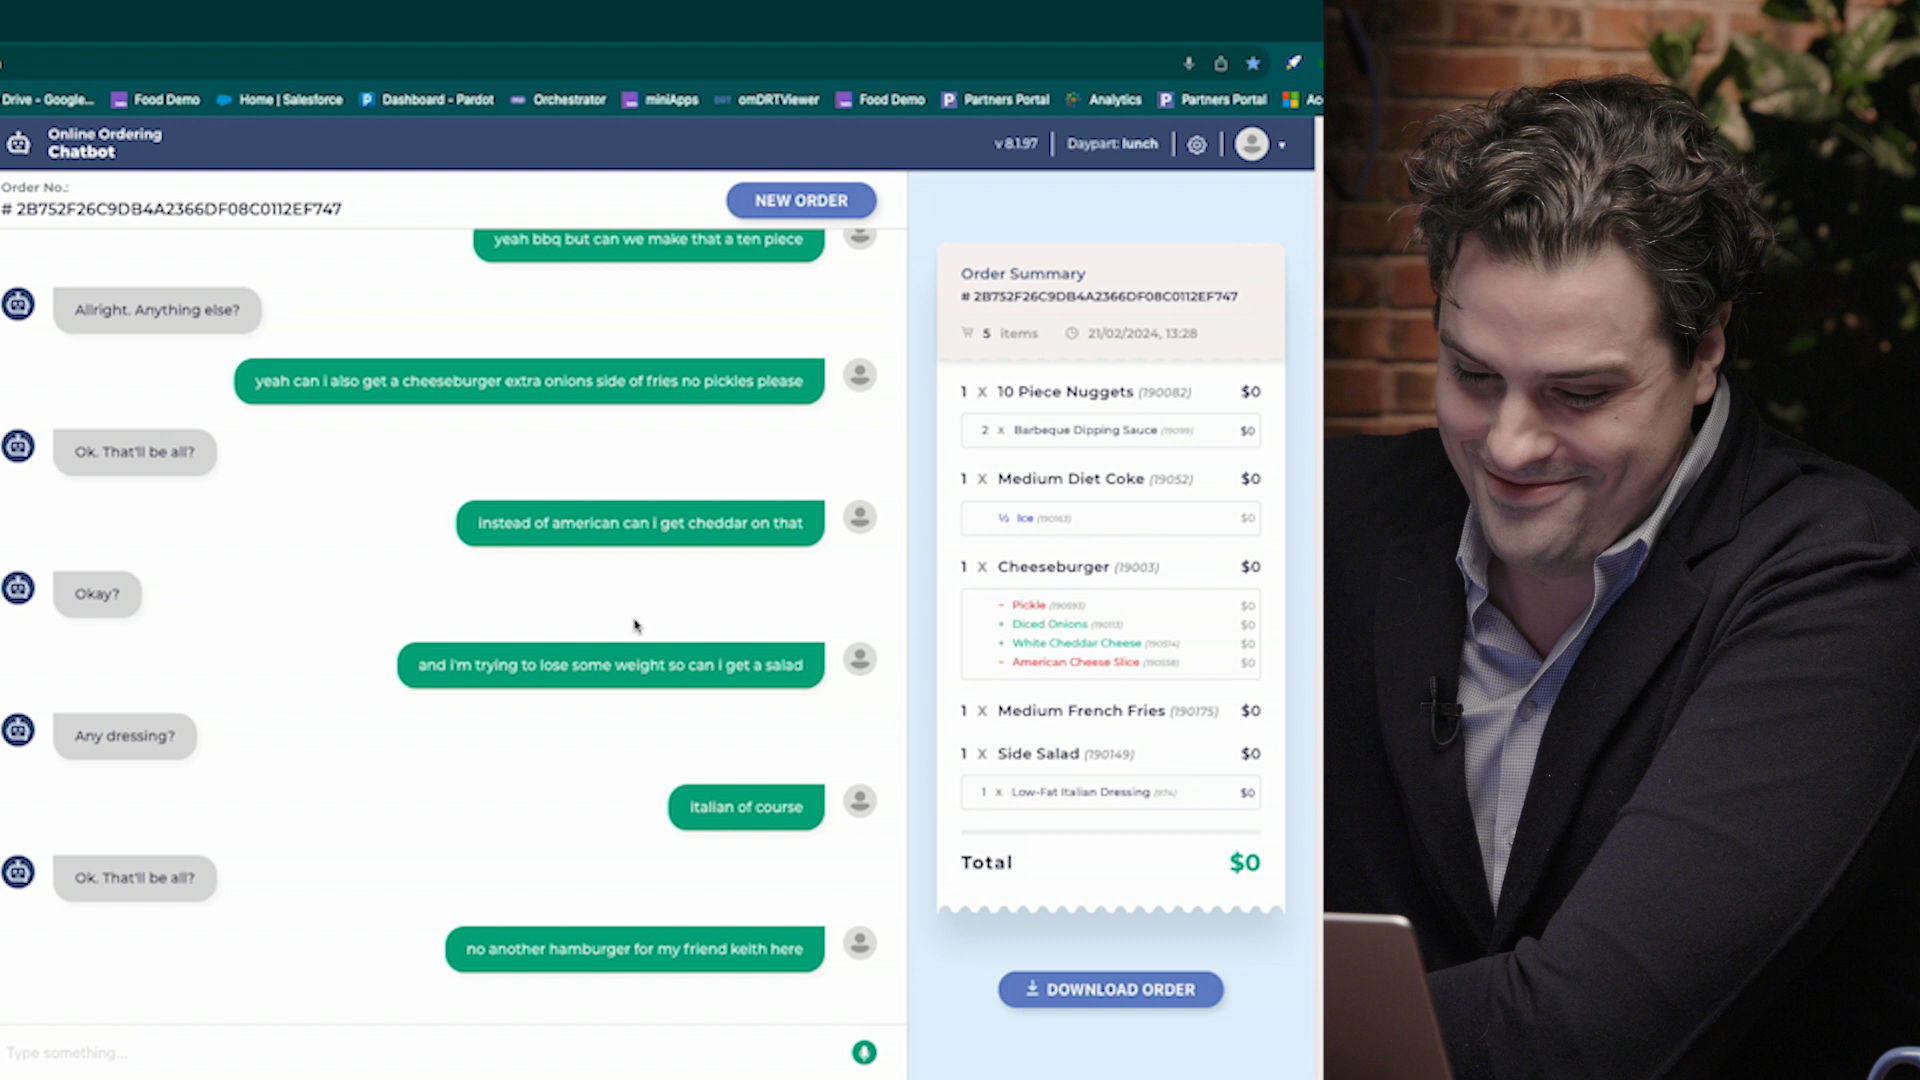 Drive - Google...
Food Demo
Home | Salesforce
Dashboard - Pardot
Orchestrator
miniApps
omDRTViewer
Food Demo
Partners Portal
Analytics
Partners Portal
Online Ordering
Chatbot
v 8.1.97
Daypart: lunch
Order No.:
# 2B752F26C9DB4A2366DF08C0112EF747
NEW ORDER
yeah bbq but can we make that a ten piece
Allright. Anything else?
yeah can i also get a cheeseburger extra onions side of fries no pickles please
Ok. That'll be all?
instead of american can i get cheddar on that
Okay?
and i'm trying to lose some weight so can i get a salad
Any dressing?
italian of course
Ok. That'll be all?
no another hamburger for my friend keith here
Type something...
Order Summary
# 2B752F26C9DB4A2366DF08C0112EF747
5 items
21/02/2024, 13:28
1 X 10 Piece Nuggets (190082) $0
2 x Barbeque Dipping Sauce $0
1 X Medium Diet Coke (19052) $0
½ Ice (190163) $0
1 X Cheeseburger (19003) $0
- Pickle (190593) $0
+ Diced Onions (190113) $0
+ White Cheddar Cheese (190514) $0
- American Cheese Slice (190558) $0
1 X Medium French Fries (190175) $0
1 X Side Salad (190149) $0
1 x Low-Fat Italian Dressing $0
Total $0
DOWNLOAD ORDER